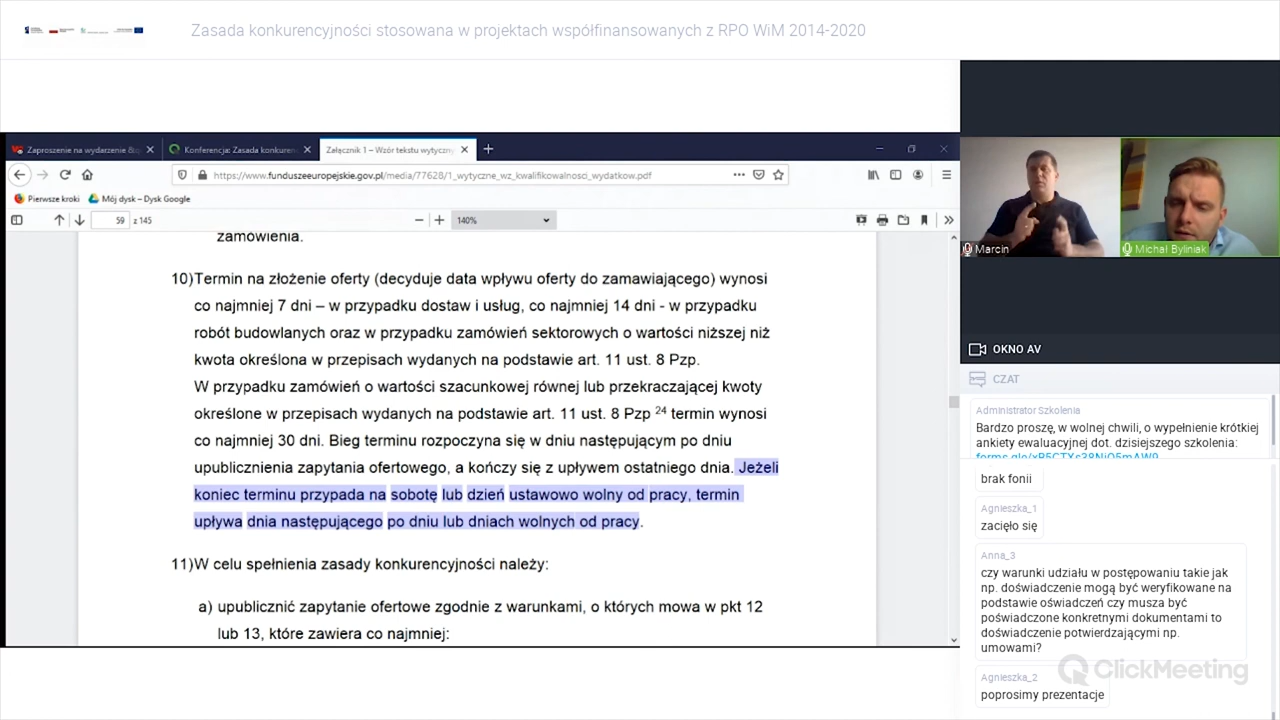 Zasada konkurencyjności stosowana w projektach współfinansowanych z RPO WiM 2014-2020
Zaproszenie na wydarzenie
Konferencja: Zasada konkuren
Załącznik 1 – Wzór tekstu wytyczn
https://www.funduszeeuropejskie.gov.pl/media/77628/1_wytyczne_wz_kwalifikowalnosci_wydatkow.pdf
Pierwsze kroki
Mój dysk – Dysk Google
59 z 145
140%
zamówienia.
10)Termin na złożenie oferty (decyduje data wpływu oferty do zamawiającego) wynosi
co najmniej 7 dni – w przypadku dostaw i usług, co najmniej 14 dni - w przypadku
robót budowlanych oraz w przypadku zamówień sektorowych o wartości niższej niż
kwota określona w przepisach wydanych na podstawie art. 11 ust. 8 Pzp.
W przypadku zamówień o wartości szacunkowej równej lub przekraczającej kwoty
określone w przepisach wydanych na podstawie art. 11 ust. 8 Pzp 24 termin wynosi
co najmniej 30 dni. Bieg terminu rozpoczyna się w dniu następującym po dniu
upublicznienia zapytania ofertowego, a kończy się z upływem ostatniego dnia. Jeżeli
koniec terminu przypada na sobotę lub dzień ustawowo wolny od pracy, termin
upływa dnia następującego po dniu lub dniach wolnych od pracy.
11)W celu spełnienia zasady konkurencyjności należy:
a) upublicznić zapytanie ofertowe zgodnie z warunkami, o których mowa w pkt 12
lub 13, które zawiera co najmniej:
Marcin
Michał Byliniak
OKNO AV
CZAT
Administrator Szkolenia
Bardzo proszę, w wolnej chwili, o wypełnienie krótkiej
ankiety ewaluacyjnej dot. dzisiejszego szkolenia:
brak fonii
Agnieszka_1
zacięło się
Anna_3
czy warunki udziału w postępowaniu takie jak
np. doświadczenie mogą być weryfikowane na
podstawie oświadczeń czy musza być
poświadczone konkretnymi dokumentami to
doświadczenie potwierdzającymi np.
umowami?
ClickMeeting
Agnieszka_2
poprosimy prezentacje